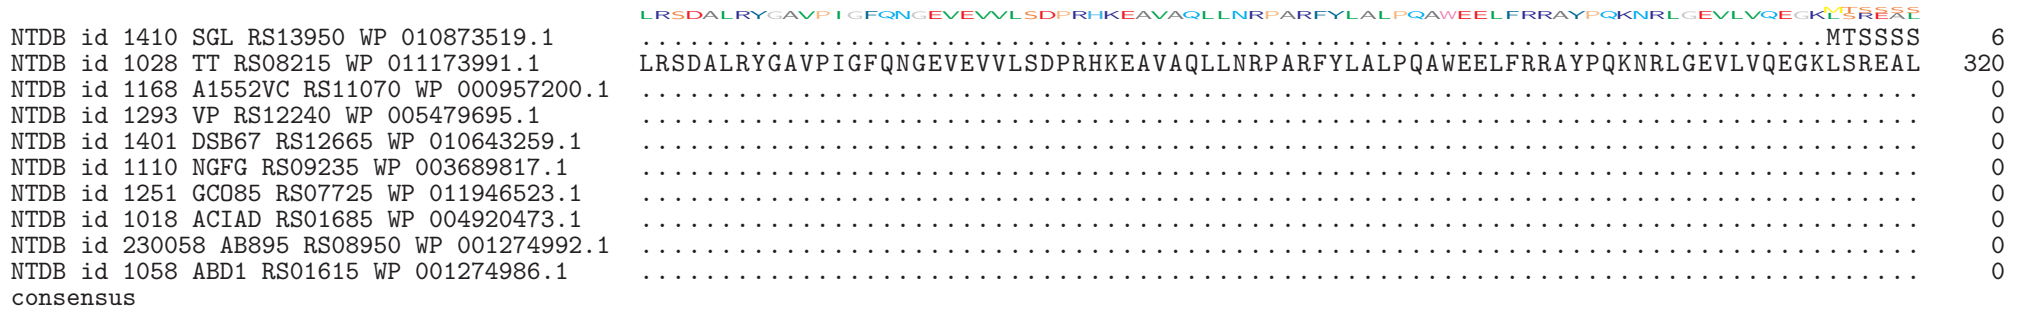 LRSDALRYGAVPIGFQNGEVEVVLSDPRHKEAVAQLLNRPARFYLALPQAWEELFRRAYPQKNRLGEVLVQEGKLSREAL
NTDB id 1410 SGL RS13950 WP 010873519.1 ..........................................................................MTSSSS 6
NTDB id 1028 TT RS08215 WP 011173991.1 LRSDALRYGAVPIGFQNGEVEVVLSDPRHKEAVAQLLNRPARFYLALPQAWEELFRRAYPQKNRLGEVLVQEGKLSREAL 320
NTDB id 1168 A1552VC RS11070 WP 000957200.1 ................................................................................ 0
NTDB id 1293 VP RS12240 WP 005479695.1 ................................................................................ 0
NTDB id 1401 DSB67 RS12665 WP 010643259.1 ................................................................................ 0
NTDB id 1110 NGFG RS09235 WP 003689817.1 ................................................................................ 0
NTDB id 1251 GCO85 RS07725 WP 011946523.1 ................................................................................ 0
NTDB id 1018 ACIAD RS01685 WP 004920473.1 ................................................................................ 0
NTDB id 230058 AB895 RS08950 WP 001274992.1 ................................................................................ 0
NTDB id 1058 ABD1 RS01615 WP 001274986.1 ................................................................................ 0
consensus